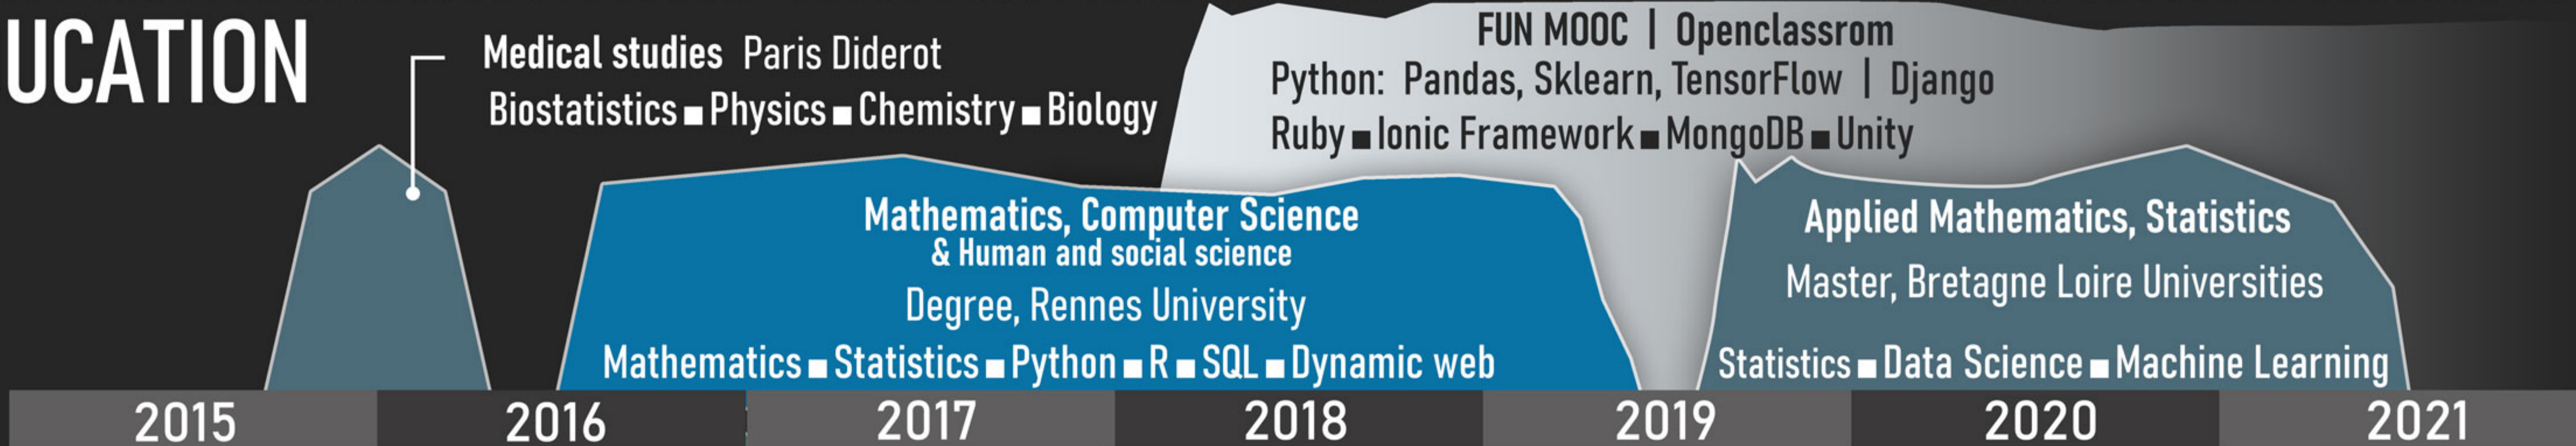 UCATION
Medical studies Paris Diderot
Biostatistics ■ Physics ■ Chemistry ■ Biology
FUN MOOC | Openclassrom
Python: Pandas, Sklearn, TensorFlow | Django
Ruby ■ Ionic Framework ■ MongoDB ■ Unity
Mathematics, Computer Science
& Human and social science
Degree, Rennes University
Mathematics ■ Statistics ■ Python ■ R ■ SQL ■ Dynamic web
Applied Mathematics, Statistics
Master, Bretagne Loire Universities
Statistics ■ Data Science ■ Machine Learning
2015 2016 2017 2018 2019 2020 2021